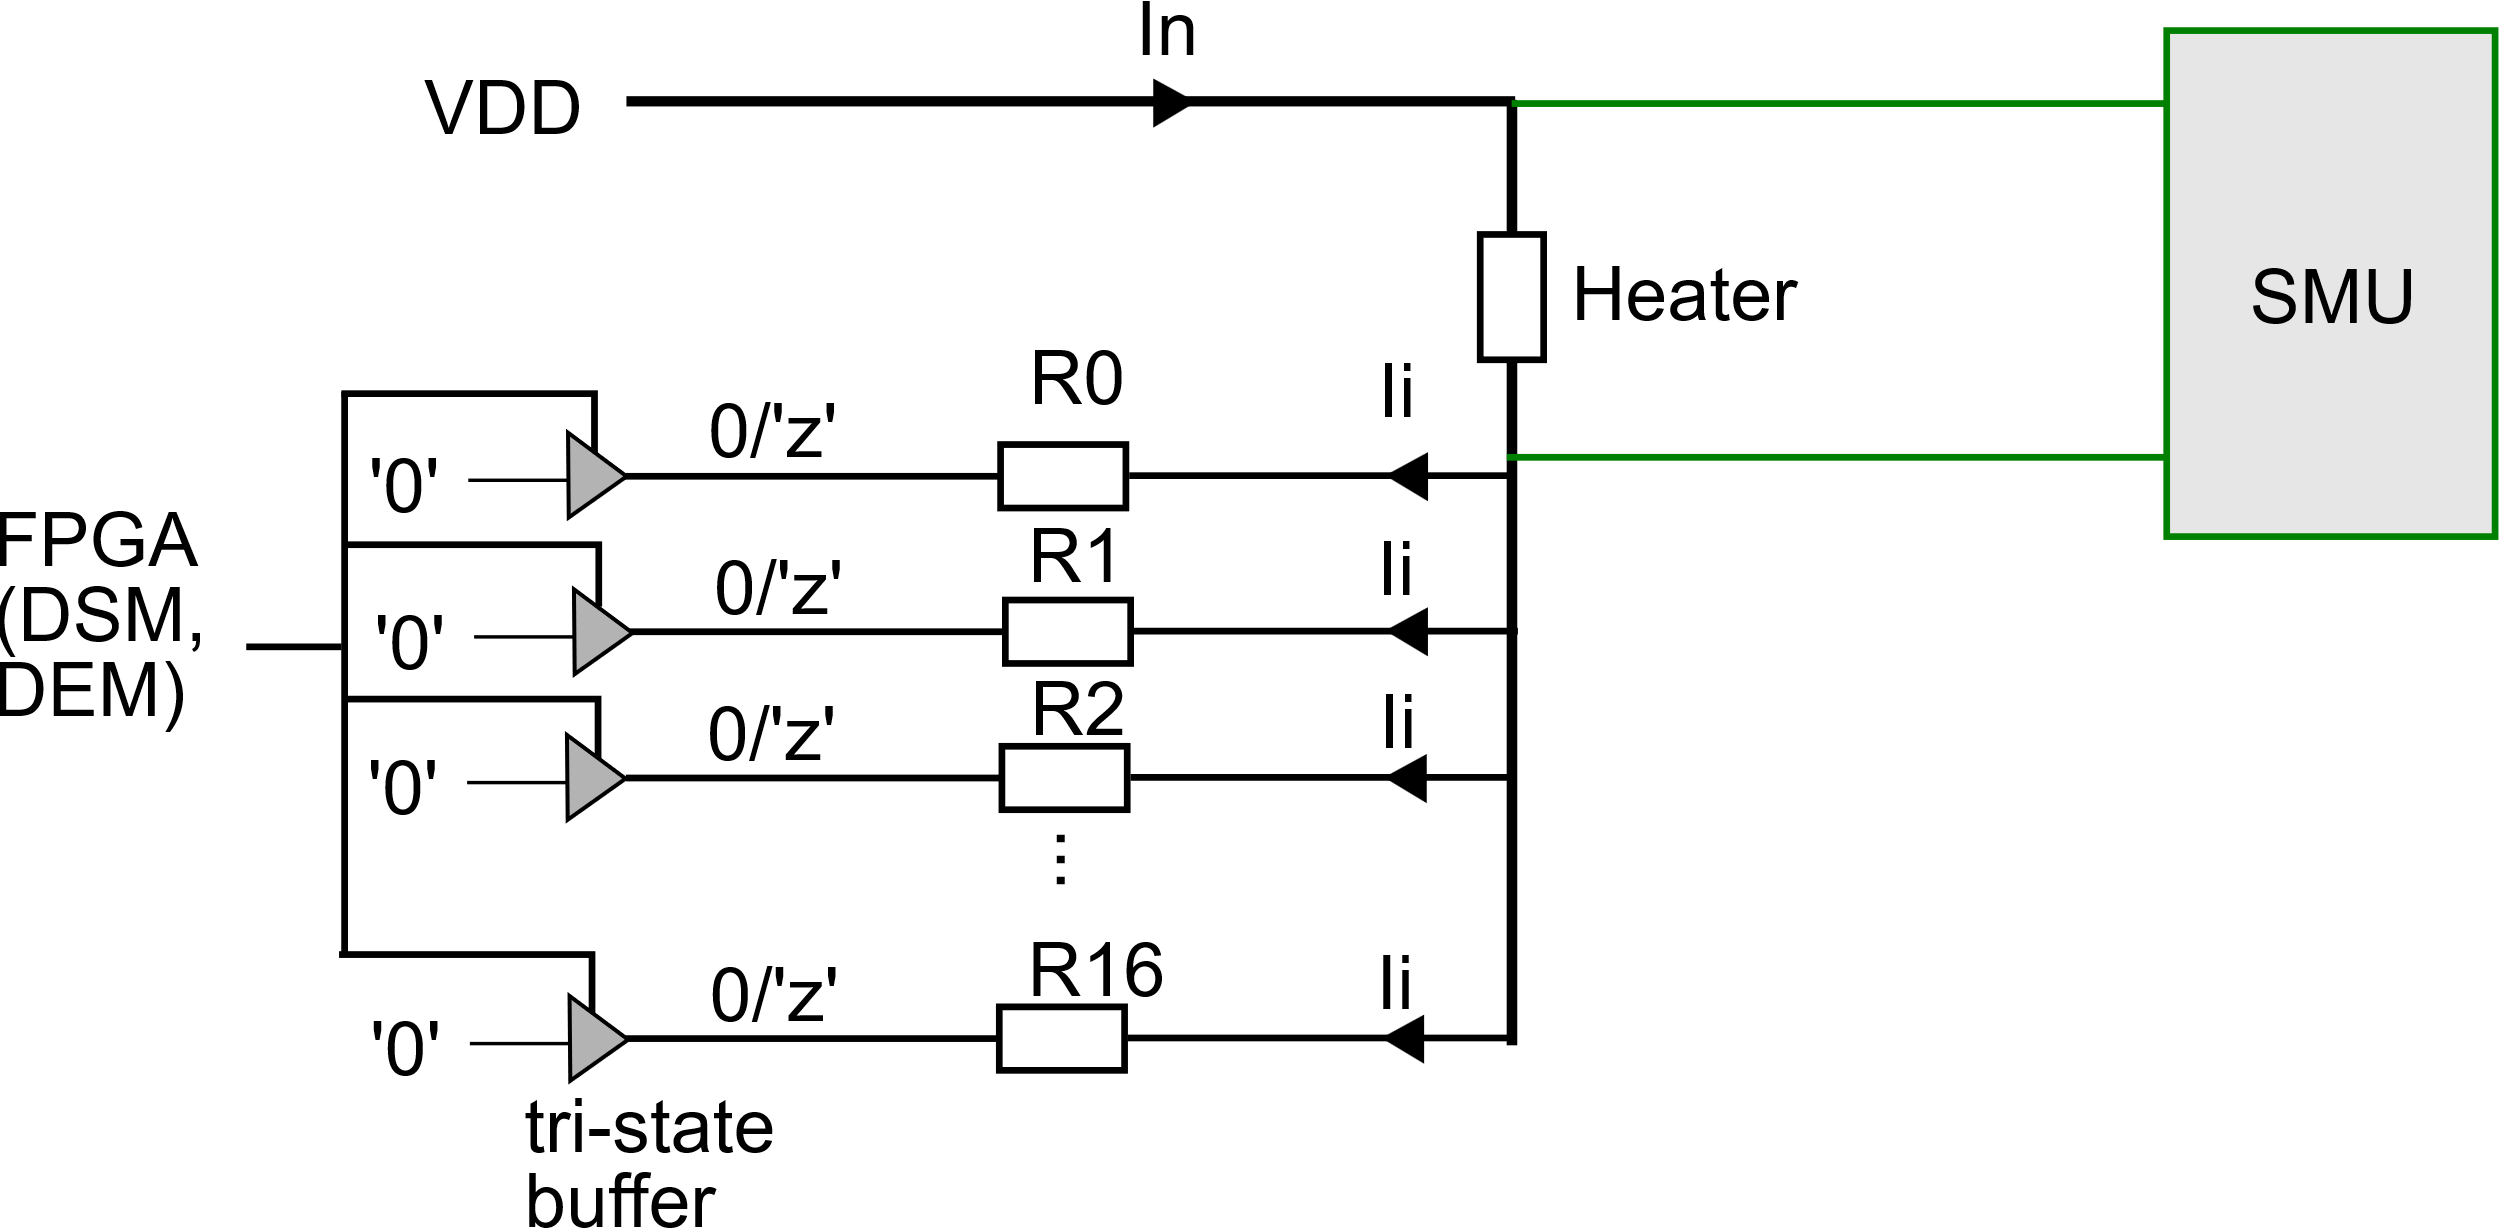 In
VDD
Heater
SMU
R0
Ii
0/'z'
'0'
FPGA
(DSM,
DEM)
R1
Ii
0/'z'
'0'
R2
Ii
0/'z'
'0'
...
R16
Ii
0/'z'
'0'
tri-state
buffer